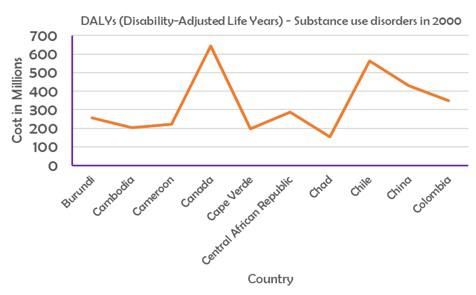 DALYs (Disability-Adjusted Life Years) - Substance use disorders in 2000
700
600
500
400
300
200
100
0
Cost in Millions
Burundi
Cambodia
Cameroon
Canada
Cape Verde
Central African Republic
Chad
Chile
China
Colombia
Country